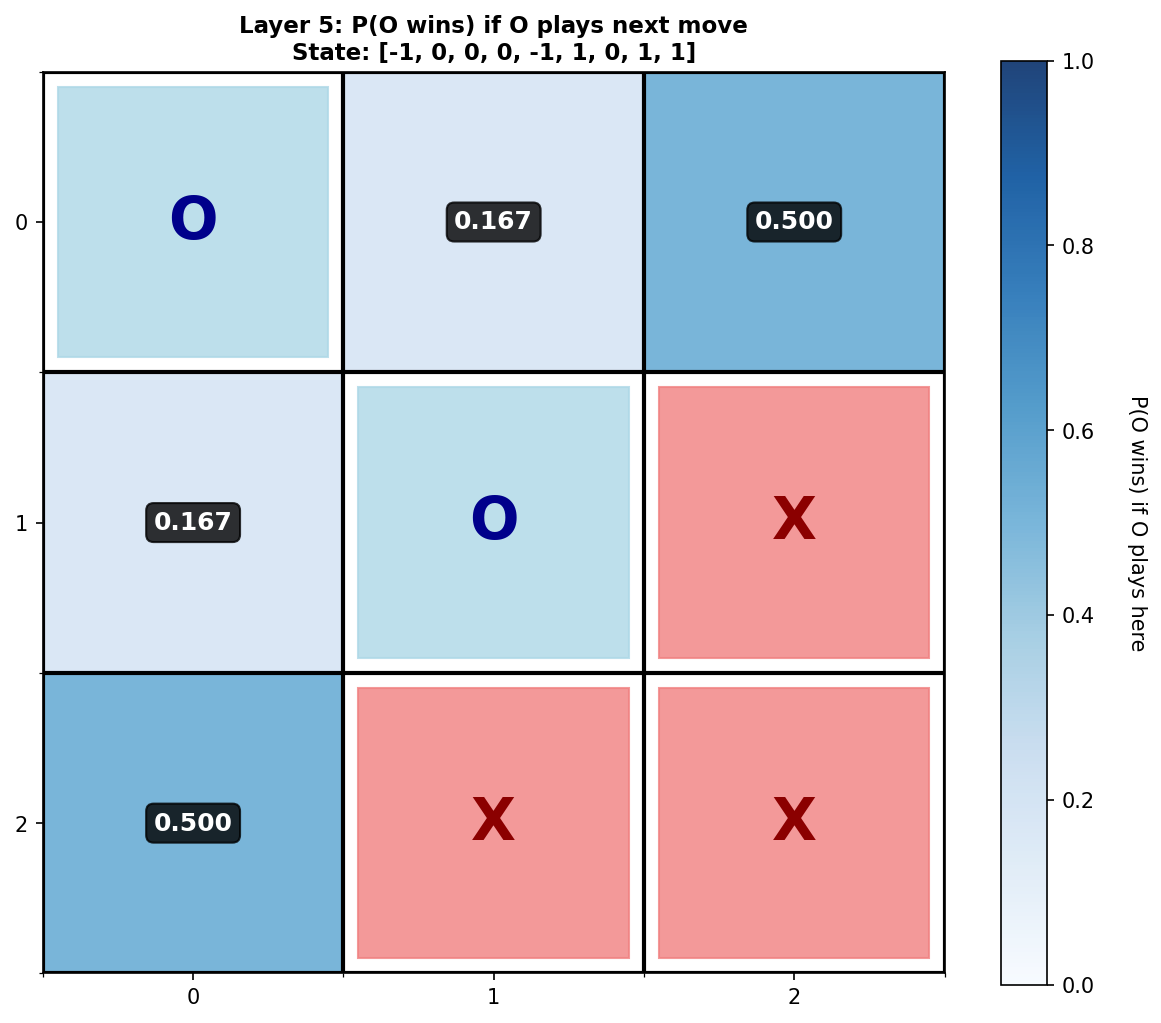 Layer 5: P(O wins) if O plays next move
State: [-1, 0, 0, 0, -1, 1, 0, 1, 1]
O
0.167
0.500
0
0.167
O
X
1
0.500
X
X
2
0
1
2
1.0
0.8
0.6
0.4
0.2
0.0
P(O wins) if O plays here